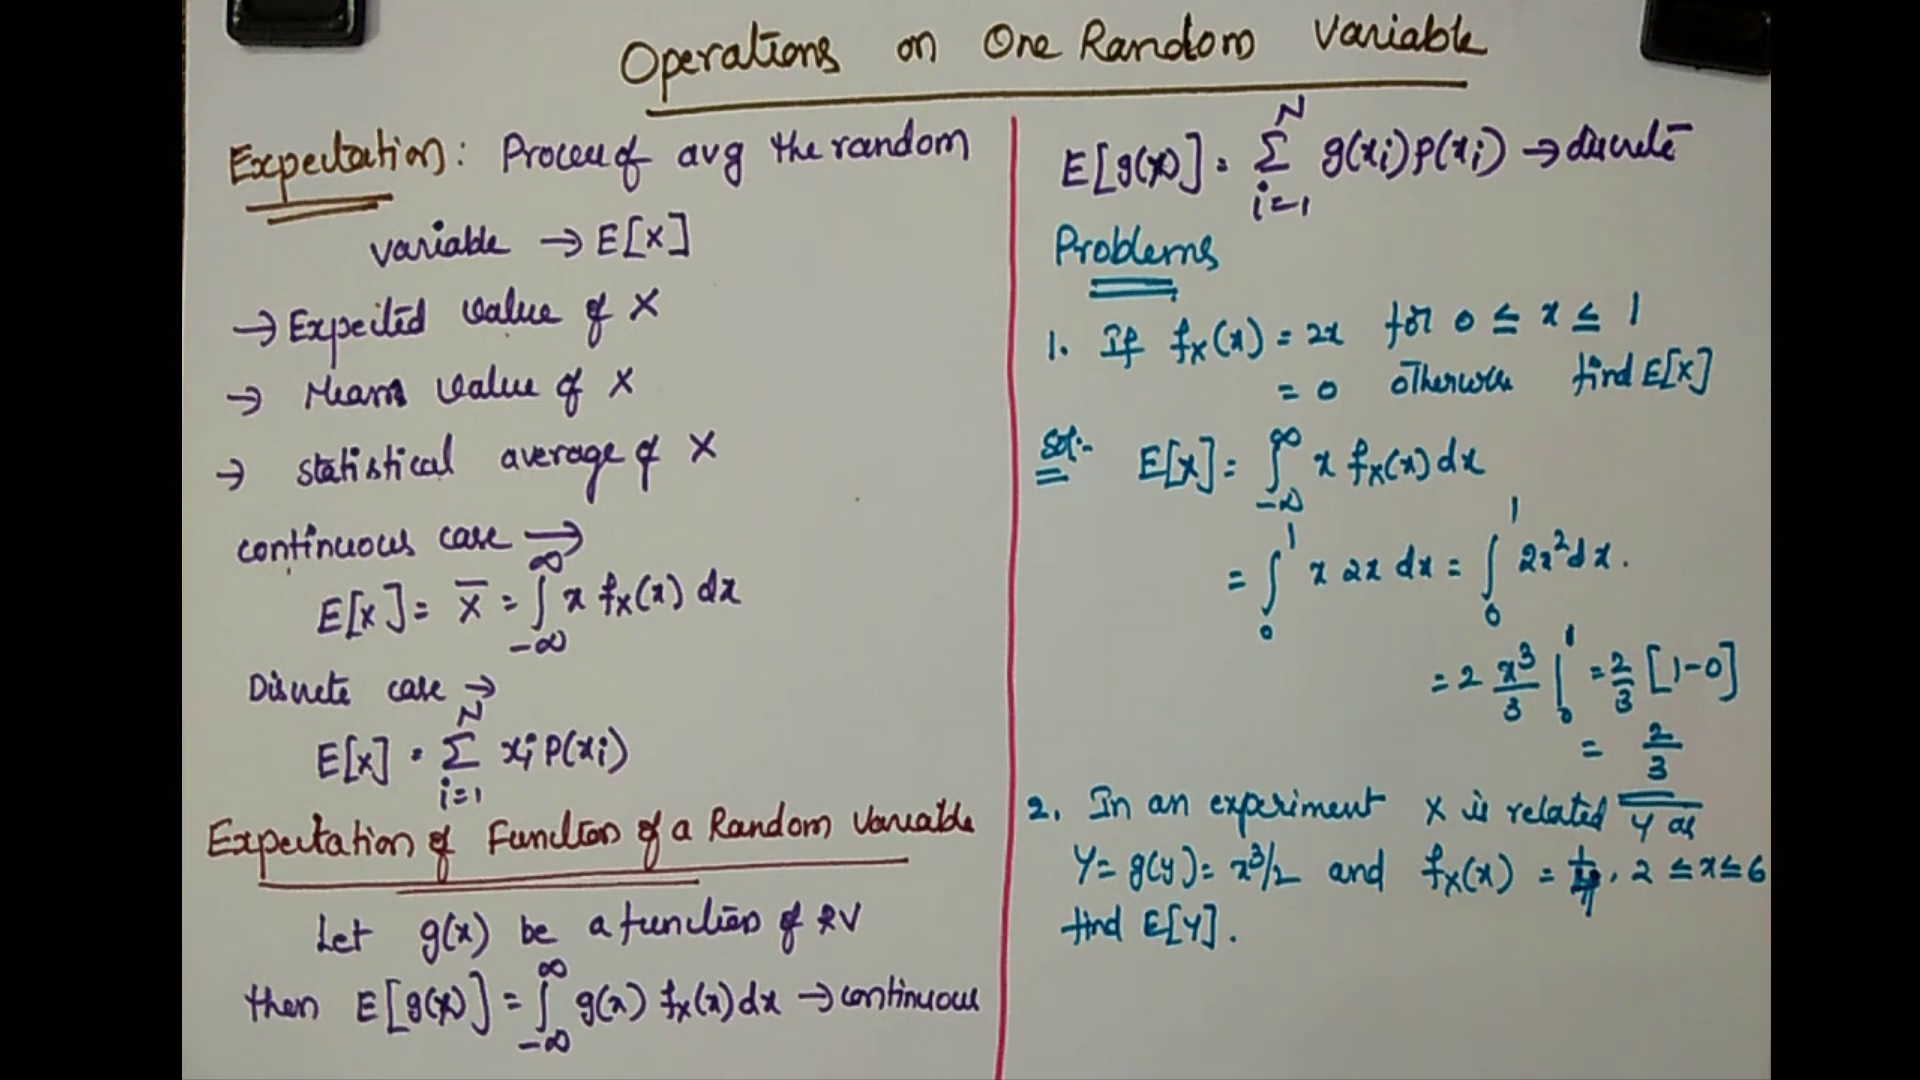 Operations on One Random Variable
Expectation: Process of avg the random
variable → E[X]
→ Expected value of X
→ Mean value of X
→ statistical average of X
continuous case →
E[X] = X̅ = ∫_{-∞}^{∞} x f_X(x) dx
Discrete case →
E[X] = Σ_{i=1}^{N} x_i P(x_i)
Expectation of Function of a Random Variable
Let g(x) be a function of RV
then E[g(X)] = ∫_{-∞}^{∞} g(x) f_X(x) dx → continuous
E[g(X)] = Σ_{i=1}^{N} g(x_i) P(x_i) → discrete
Problems
1. If f_X(x) = 2x for 0 ≤ x ≤ 1
= 0 otherwise find E[X]
Sol:- E[X] = ∫_{-∞}^{∞} x f_X(x) dx
= ∫_0^1 x 2x dx = ∫_0^1 2x² dx.
= 2 x³/3 |_0^1 = 2/3 [1-0]
= 2/3
2. In an experiment X is related Y as
Y = g(y) = x³/2 and f_X(x) = , 2 ≤ x ≤ 6
find E[Y].